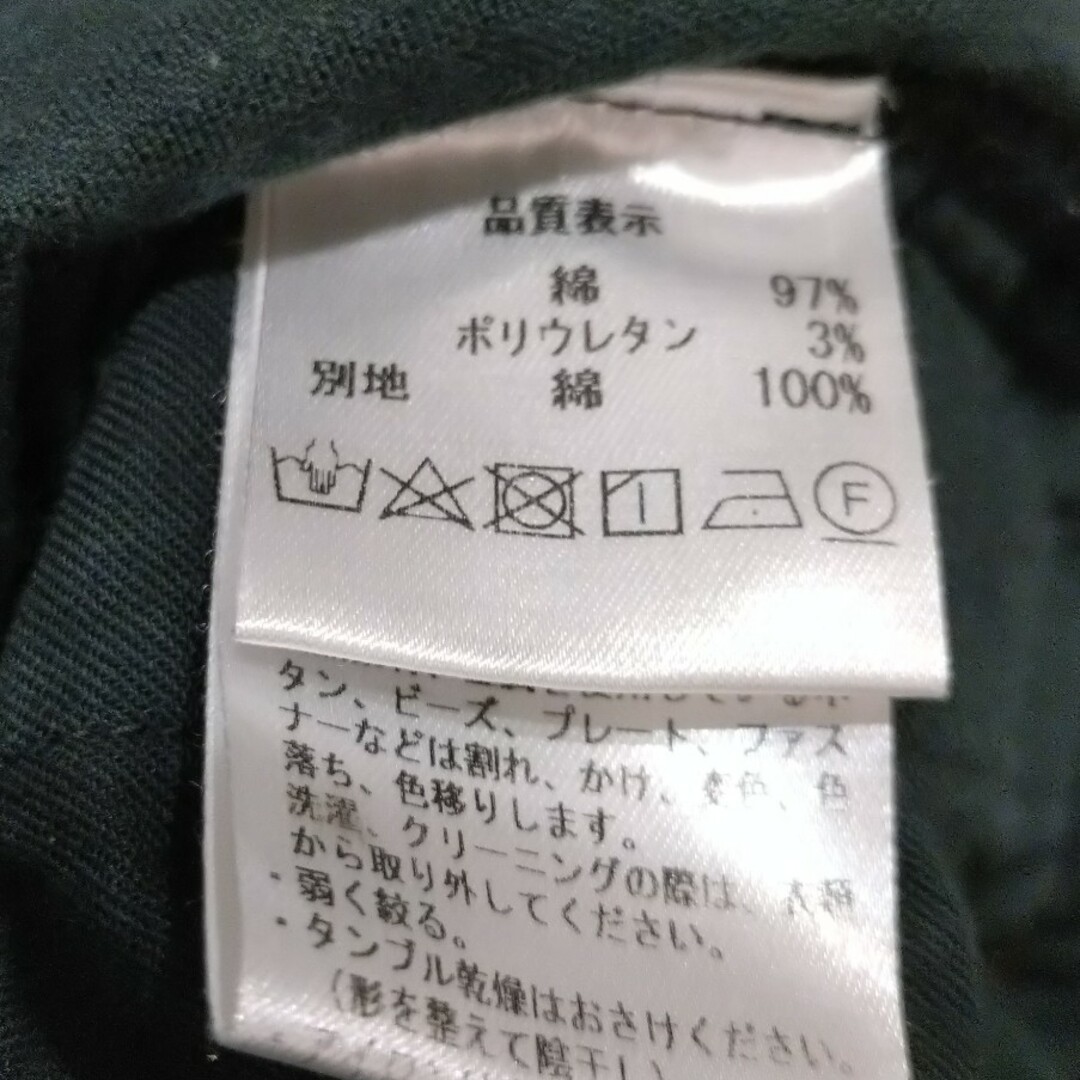 品質表示
綿 97%
ポリウレタン 3%
別地 綿 100%
F
タン、ビーズ、プレート、ファス
ナーなどは割れ、かけ、変色、色
落ち、色移りします。
洗濯、クリーニングの際は、衣類
から取り外してください。
・弱く絞る。
・タンブル乾燥はおさけください。
(形を整えて陰干し)